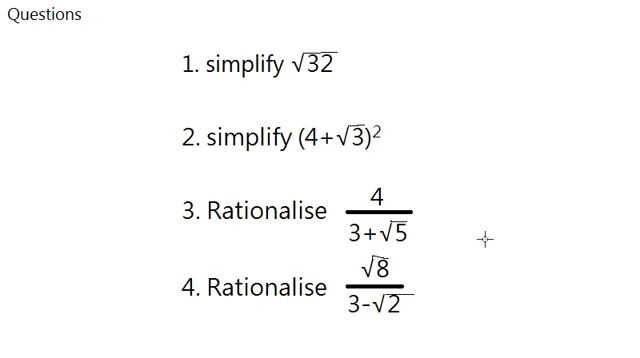 Questions
1. simplify √32
2. simplify (4+√3)²
3. Rationalise 4
3+√5
4. Rationalise √8
3-√2